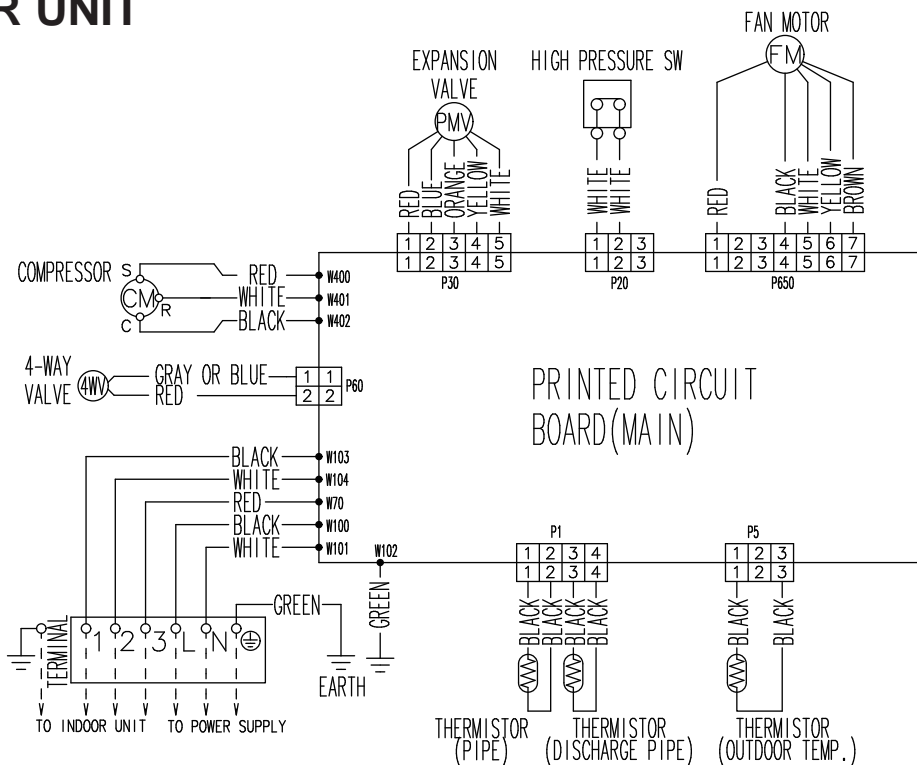 R UNIT
FAN MOTOR
FM
EXPANSION
VALVE
PMV
HIGH PRESSURE SW
RED
BLUE
ORANGE
YELLOW
WHITE
WHITE
WHITE
RED
BLACK
WHITE
YELLOW
BROWN
1 2 3 4 5
1 2 3 4 5
P30
1 2 3
1 2 3
P20
1 2 3 4 5 6 7
1 2 3 4 5 6 7
P650
COMPRESSOR
S
CM
R
C
RED
W400
WHITE
W401
BLACK
W402
4-WAY
VALVE
4WV
GRAY OR BLUE
RED
1 1
2 2
P60
PRINTED CIRCUIT
BOARD(MAIN)
BLACK
W103
WHITE
W104
RED
W70
BLACK
W100
WHITE
W101
W102
GREEN
GREEN
EARTH
TERMINAL
1 2 3 L N
TO INDOOR UNIT
TO POWER SUPPLY
P1
1 2 3 4
1 2 3 4
BLACK
BLACK
BLACK
BLACK
THERMISTOR
(PIPE)
THERMISTOR
(DISCHARGE PIPE)
P5
1 2 3
1 2 3
BLACK
BLACK
THERMISTOR
(OUTDOOR TEMP.)